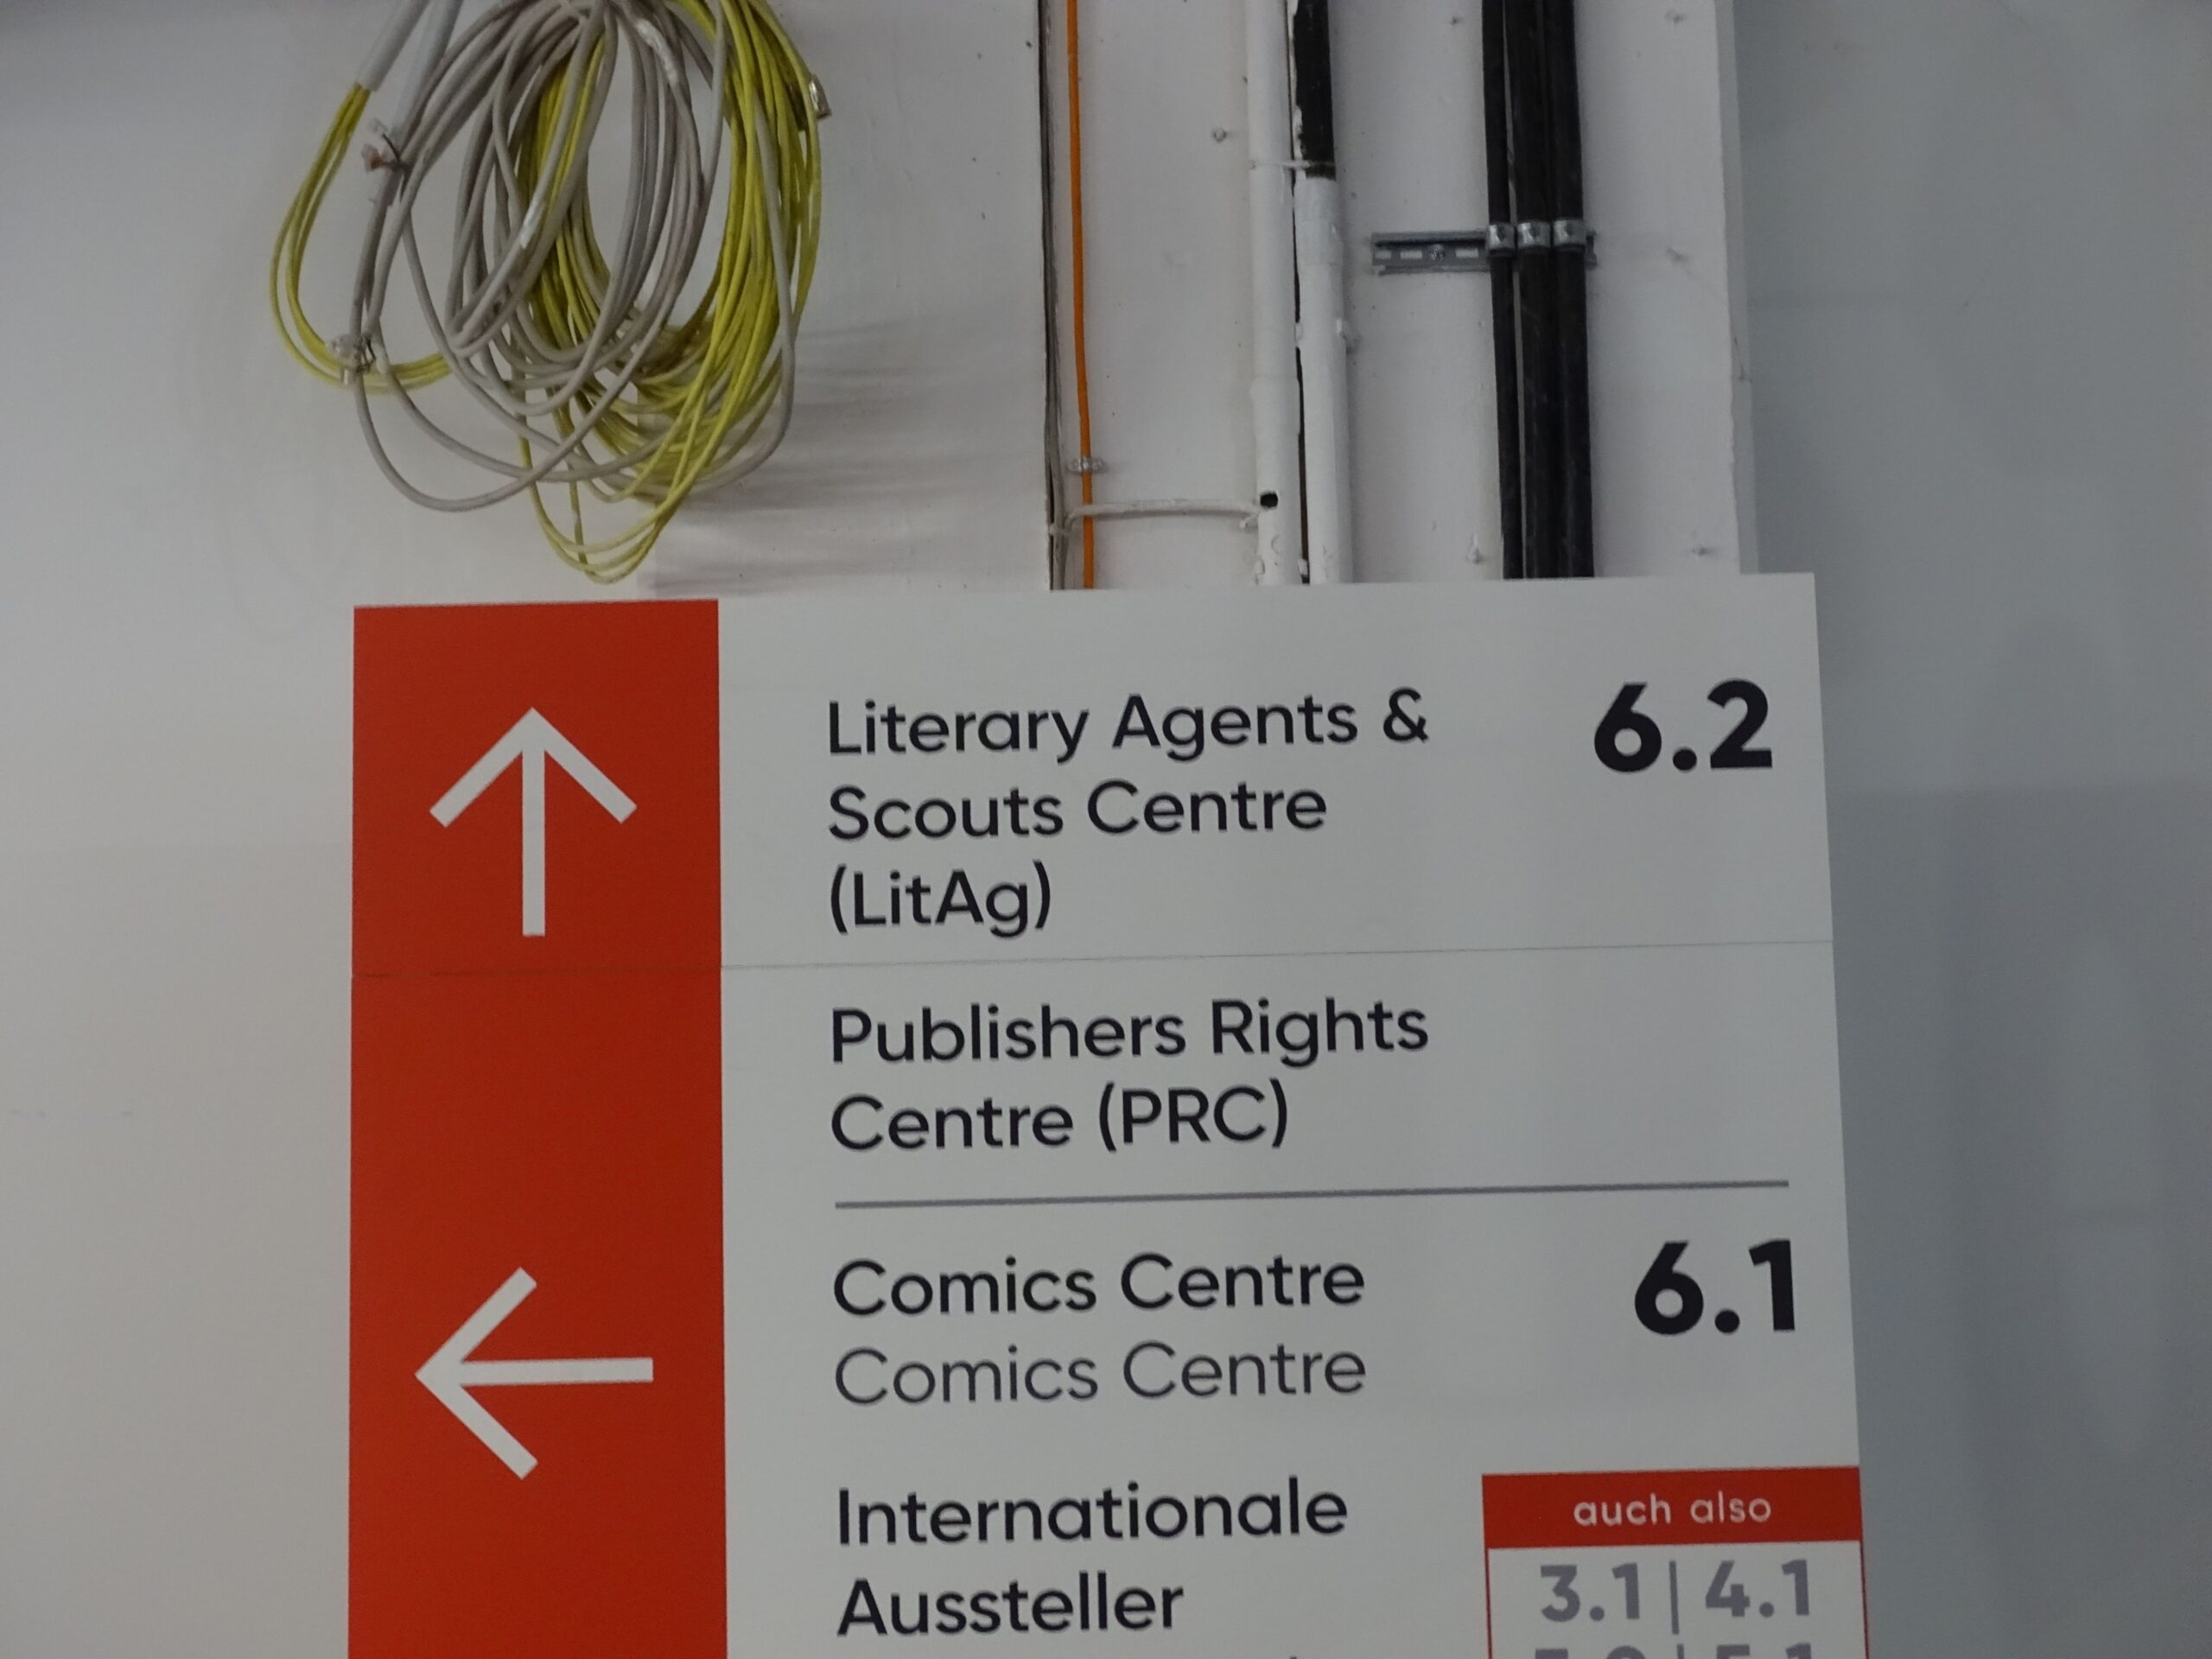 Literary Agents & 6.2
Scouts Centre
(LitAg)
Publishers Rights
Centre (PRC)
Comics Centre 6.1
Comics Centre
Internationale
Aussteller
auch also
3.1 | 4.1